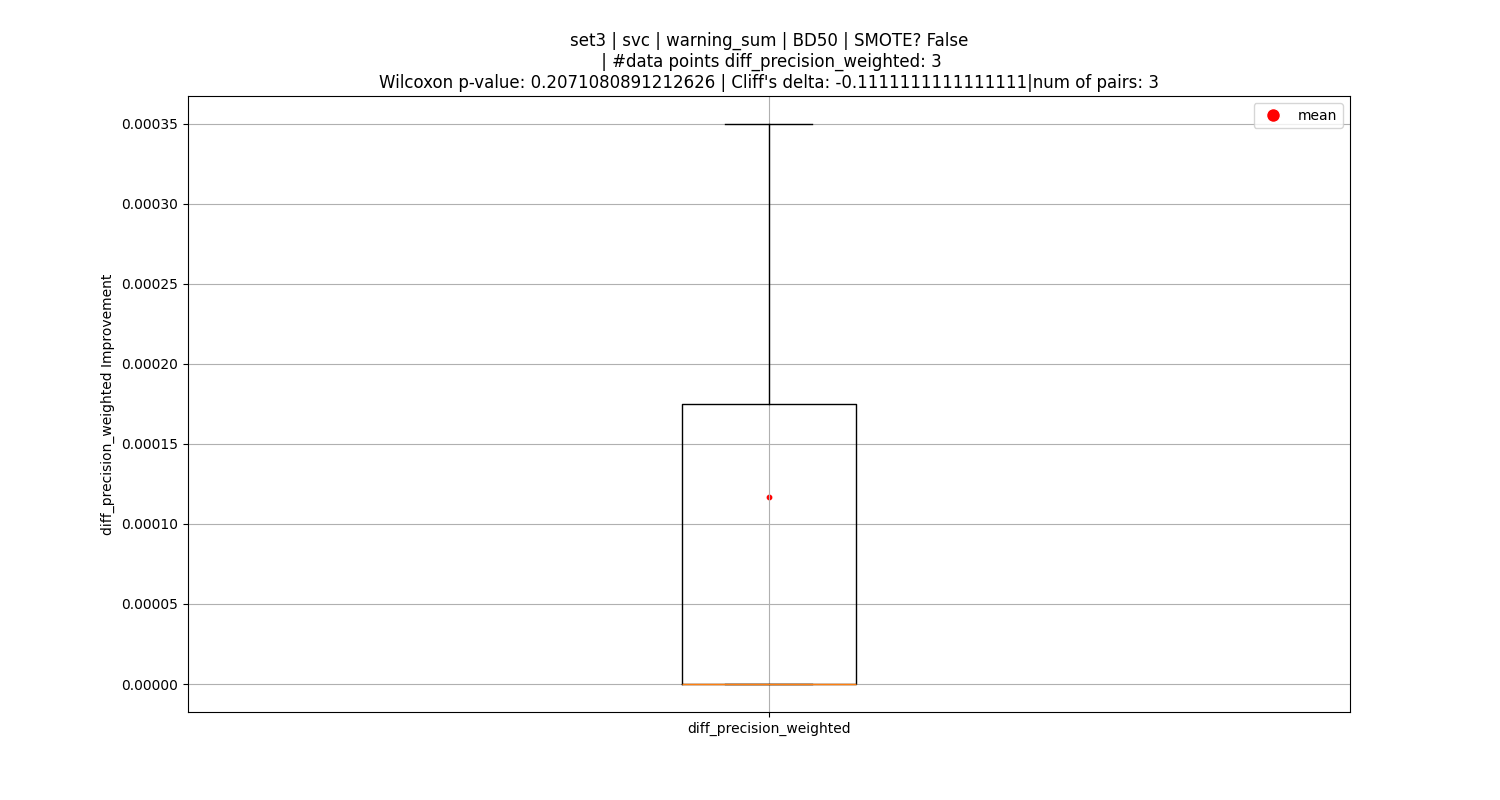 set3 | svc | warning_sum | BD50 | SMOTE? False
| #data points diff_precision_weighted: 3
Wilcoxon p-value: 0.2071080891212626 | Cliff's delta: -0.1111111111111111|num of pairs: 3
mean
0.00035
0.00030
0.00025
0.00020
0.00015
0.00010
0.00005
0.00000
diff_precision_weighted Improvement
diff_precision_weighted